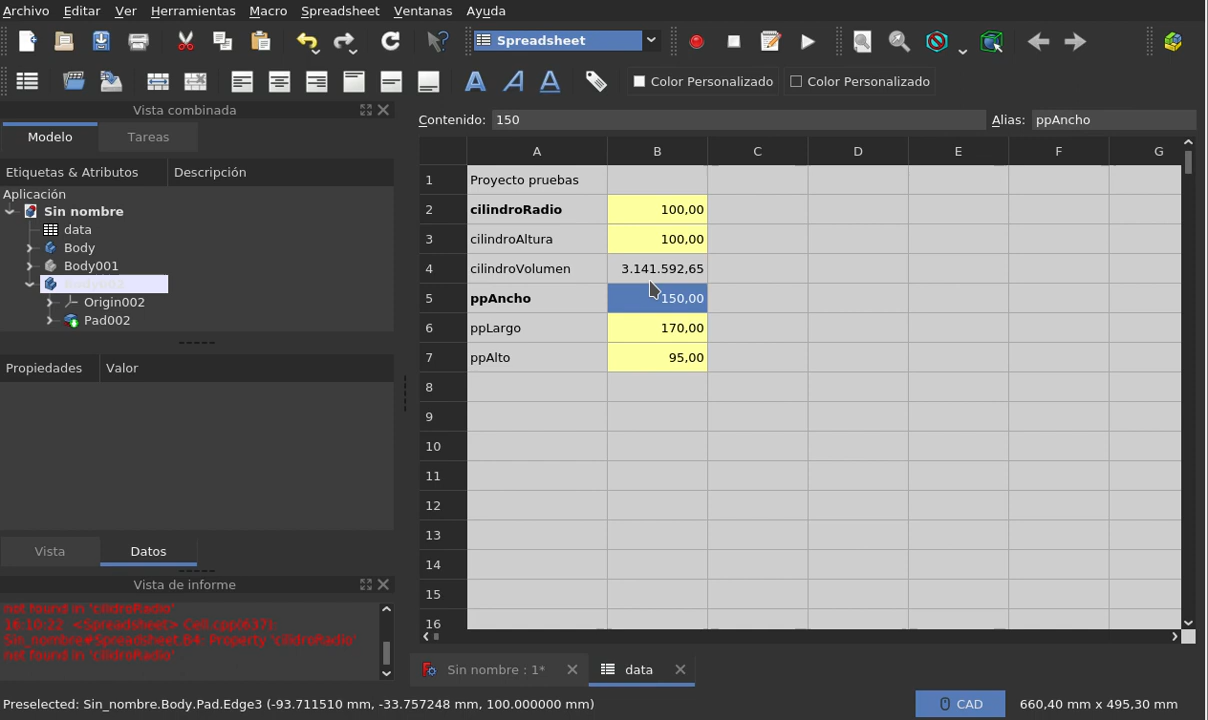 Archivo Editar Ver Herramientas Macro Spreadsheet Ventanas Ayuda
Spreadsheet
A A A Color Personalizado Color Personalizado
Vista combinada
Modelo Tareas
Etiquetas & Atributos Descripción
Aplicación
Sin nombre
data
Body
Body001
Origin002
Pad002
Propiedades Valor
Vista Datos
Vista de informe
not found in 'cilidroRadio'
16:10:22 <Spreadsheet> Cell.cpp(637):
Sin_nombre#Spreadsheet.B4: Property 'cilidroRadio'
not found in 'cilidroRadio'
Contenido: 150 Alias: ppAncho
A B C D E F G
1 Proyecto pruebas
2 cilindroRadio 100,00
3 cilindroAltura 100,00
4 cilindroVolumen 3.141.592,65
5 ppAncho 150,00
6 ppLargo 170,00
7 ppAlto 95,00
8
9
10
11
12
13
14
15
16
Sin nombre : 1* data
Preselected: Sin_nombre.Body.Pad.Edge3 (-93.711510 mm, -33.757248 mm, 100.000000 mm) CAD 660,40 mm x 495,30 mm